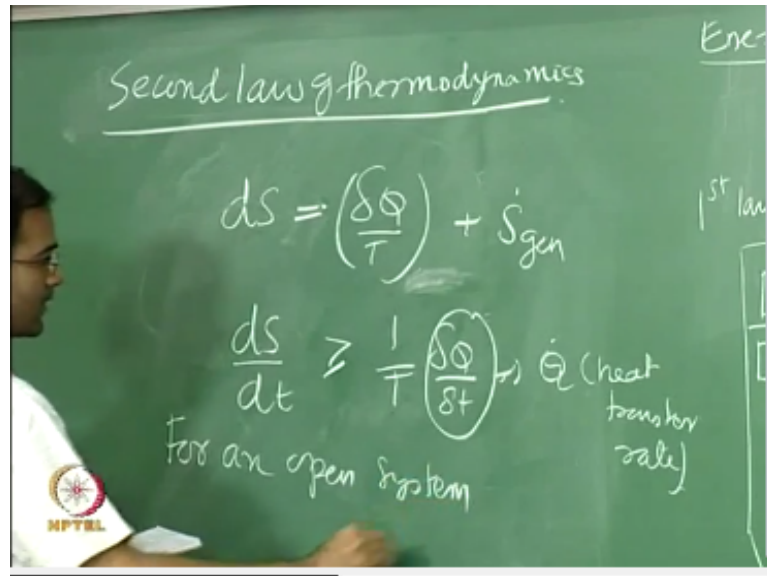 Second law of thermodynamics
dS = (δQ/T) + Ṡgen
dS/dt ≥ 1/T (δQ/δt) → Q̇ (heat transfer rate)
For an open system
Ene-
1st law
NPTEL